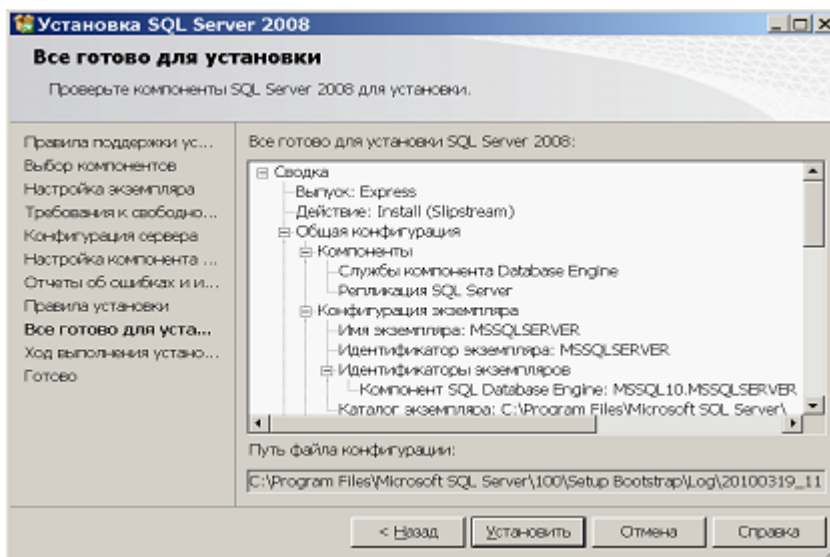 Установка SQL Server 2008
Все готово для установки
Проверьте компоненты SQL Server 2008 для установки.
Правила поддержки ус...
Выбор компонентов
Настройка экземпляра
Требования к свободно...
Конфигурация сервера
Настройка компонента ...
Отчеты об ошибках и и...
Правила установки
Все готово для уста...
Ход выполнения устано...
Готово
Все готово для установки SQL Server 2008:
Сводка
Выпуск: Express
Действие: Install (Slipstream)
Общая конфигурация
Компоненты
Службы компонента Database Engine
Репликация SQL Server
Конфигурация экземпляра
Имя экземпляра: MSSQLSERVER
Идентификатор экземпляра: MSSQLSERVER
Идентификаторы экземпляров
Компонент SQL Database Engine: MSSQL10.MSSQLSERVER
Каталог экземпляра: C:\Program Files\Microsoft SQL Server\
Путь файла конфигурации:
C:\Program Files\Microsoft SQL Server\100\Setup Bootstrap\Log\20100319_11
< Назад
Установить
Отмена
Справка